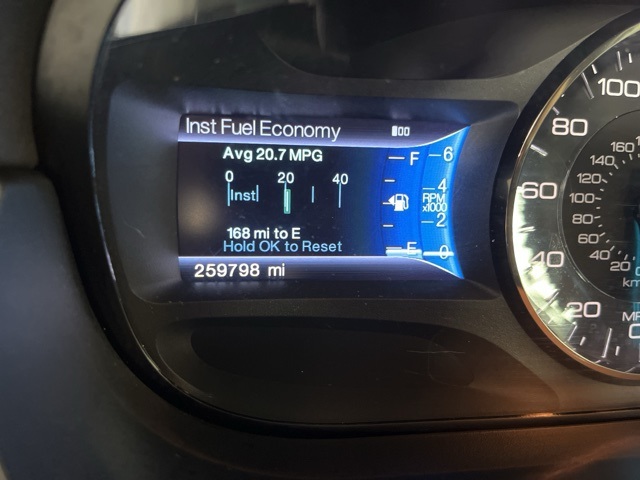 Inst Fuel Economy
Avg 20.7 MPG
0 20 40
Inst
168 mi to E
Hold OK to Reset
259798 mi
F
E
6
4
RPM
x1000
2
0
100
80
60
40
20
0
160
140
120
100
80
60
40
20